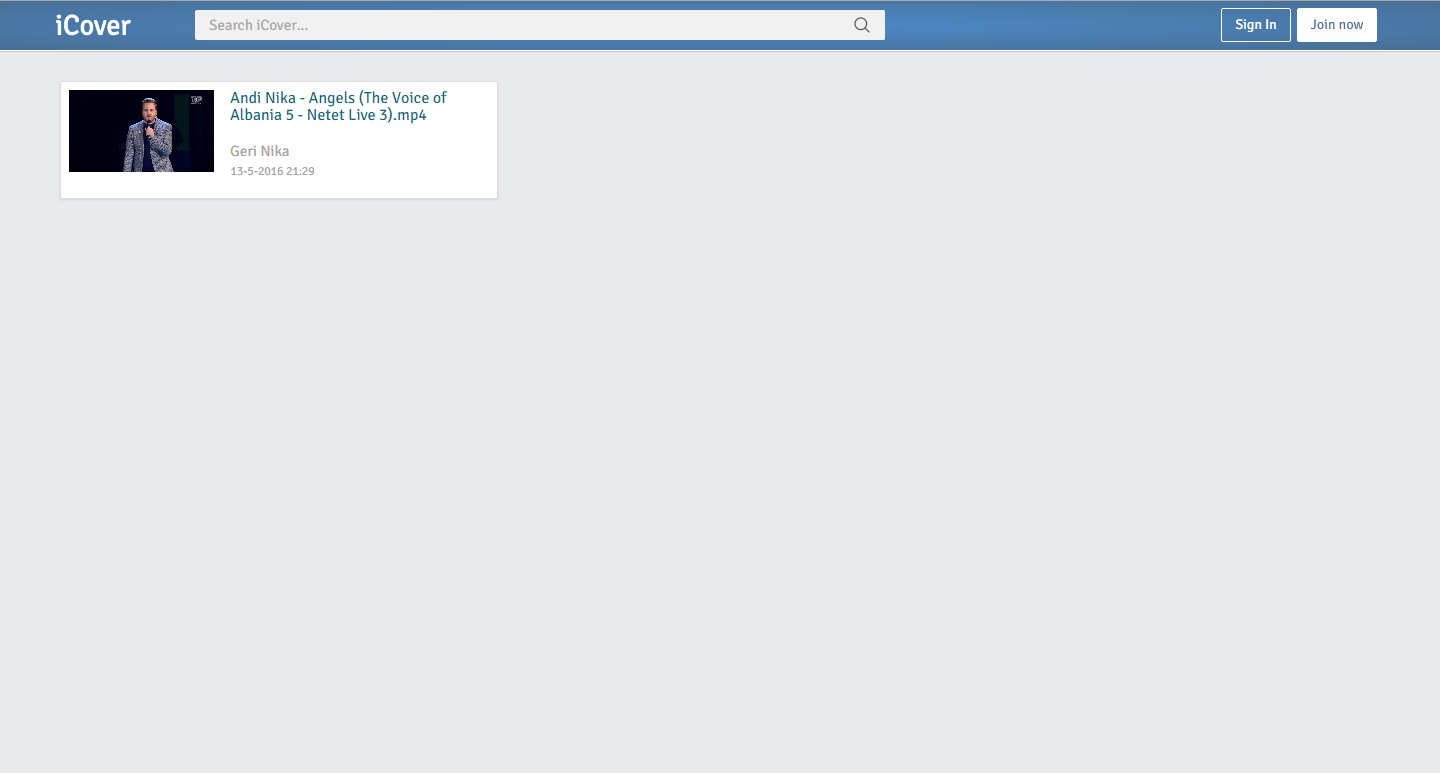 iCover
Search iCover...
Sign In
Join now
Andi Nika - Angels (The Voice of
Albania 5 - Netet Live 3).mp4
Geri Nika
13-5-2016 21:29